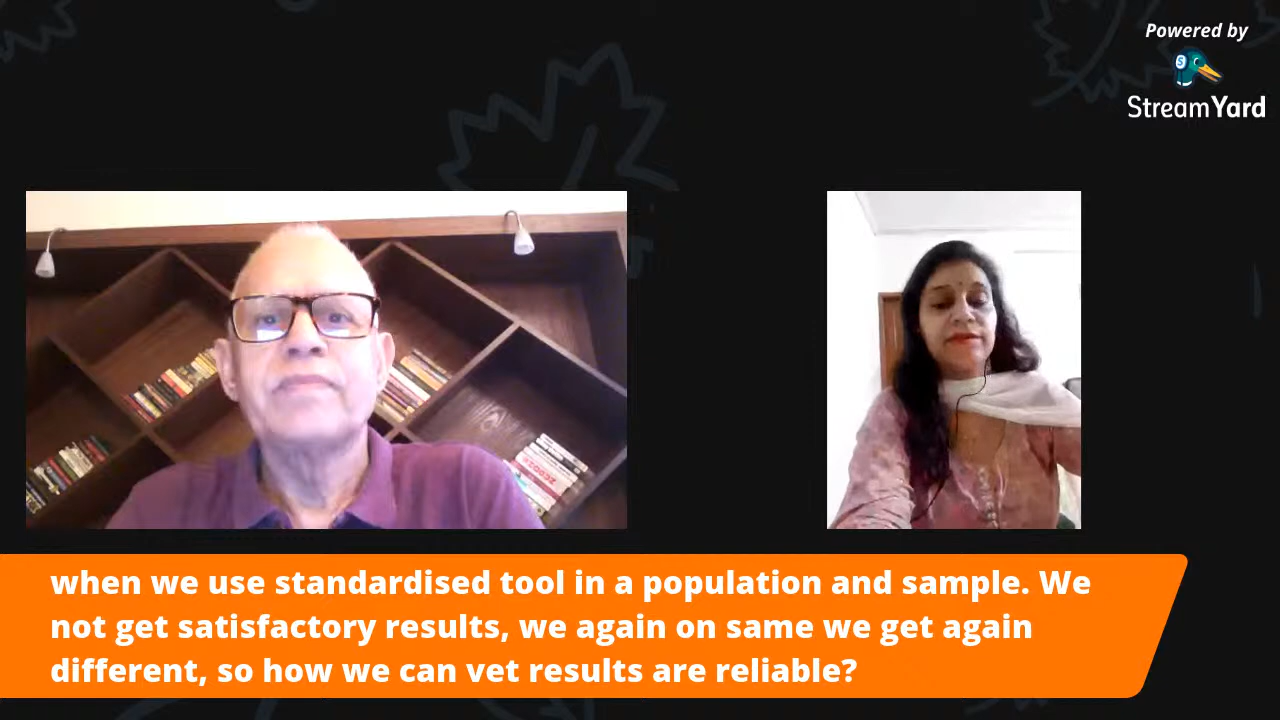 Powered by
StreamYard
when we use standardised tool in a population and sample. We
not get satisfactory results, we again on same we get again
different, so how we can vet results are reliable?